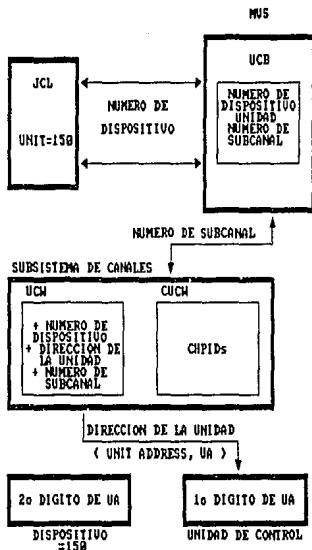 MVS
UCB
JCL
UNIT=150
NUMERO DE
DISPOSITIVO
NUMERO DE
DISPOSITIVO
UNIDAD
NUMERO DE
SUBCANAL
NUMERO DE SUBCANAL
SUBSISTEMA DE CANALES
UCW
CUCW
+ NUMERO DE
DISPOSITIVO
+ DIRECCION DE
LA UNIDAD
+ NUMERO DE
SUBCANAL
CHPIDs
DIRECCION DE LA UNIDAD
( UNIT ADDRESS, UA )
2o DIGITO DE UA
1o DIGITO DE UA
DISPOSITIVO
=150
UNIDAD DE CONTROL